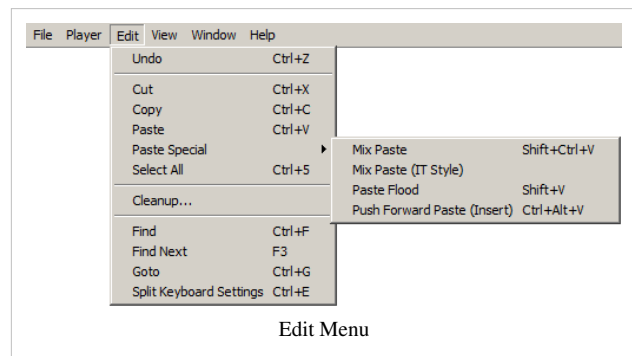 File Player Edit View Window Help
Undo Ctrl+Z
Cut Ctrl+X
Copy Ctrl+C
Paste Ctrl+V
Paste Special
Select All Ctrl+5
Cleanup...
Find Ctrl+F
Find Next F3
Goto Ctrl+G
Split Keyboard Settings Ctrl+E
Mix Paste Shift+Ctrl+V
Mix Paste (IT Style)
Paste Flood Shift+V
Push Forward Paste (Insert) Ctrl+Alt+V
Edit Menu